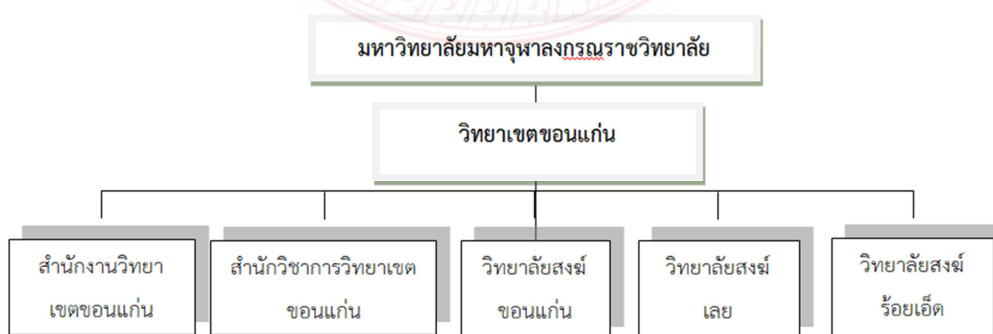 มหาวิทยาลัยมหาจุฬาลงกรณราชวิทยาลัย
วิทยาเขตขอนแก่น
สำนักงานวิทยา
เขตขอนแก่น
สำนักวิชาการวิทยาเขต
ขอนแก่น
วิทยาลัยสงฆ์
ขอนแก่น
วิทยาลัยสงฆ์
เลย
วิทยาลัยสงฆ์
ร้อยเอ็ด